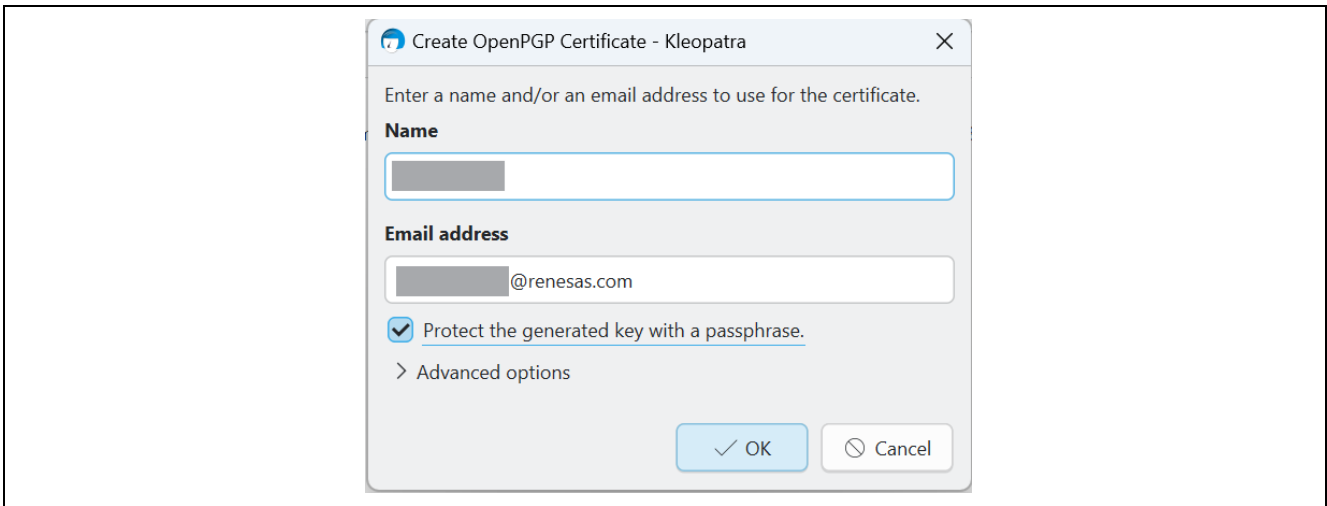 Create OpenPGP Certificate - Kleopatra
Enter a name and/or an email address to use for the certificate.
Name
Email address
@renesas.com
Protect the generated key with a passphrase.
Advanced options
OK
Cancel